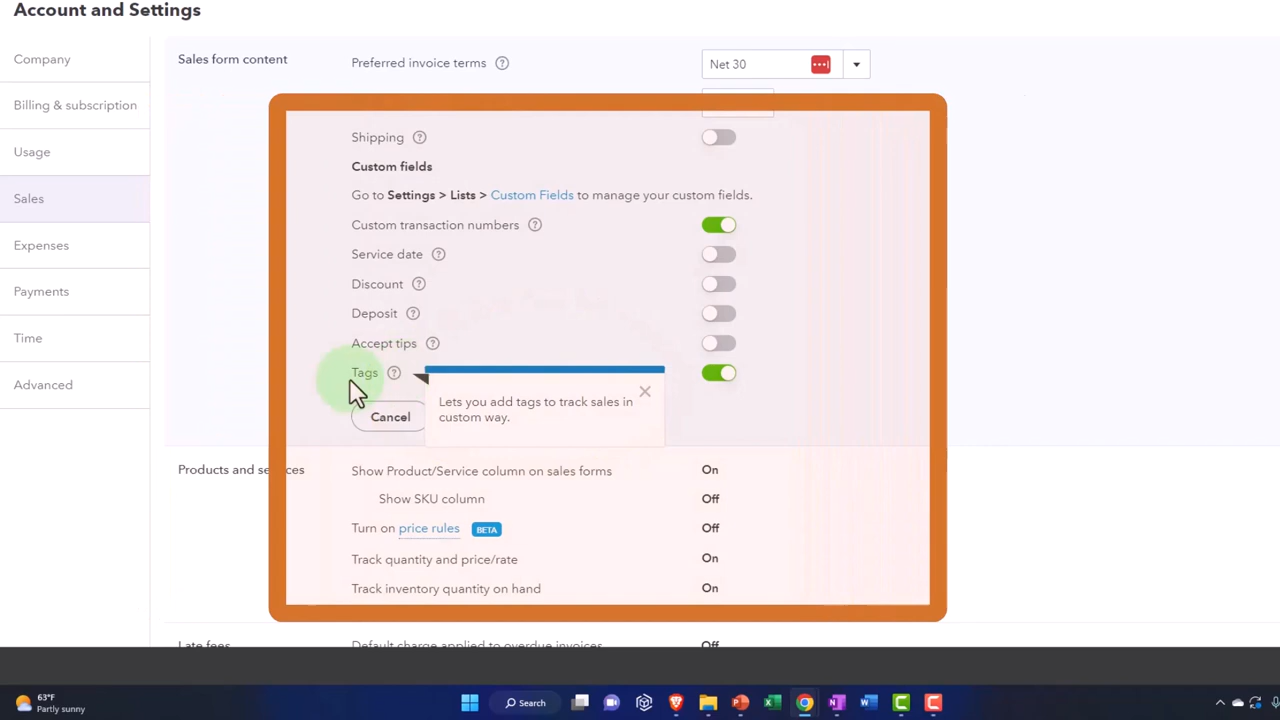 Account and Settings
Company
Billing & subscription
Usage
Sales
Expenses
Payments
Time
Advanced
Sales form content
Preferred invoice terms ?
Net 30
Shipping ?
Custom fields
Go to Settings > Lists > Custom Fields to manage your custom fields.
Custom transaction numbers ?
Service date ?
Discount ?
Deposit ?
Accept tips ?
Tags ?
Lets you add tags to track sales in
custom way.
Cancel
Products and services
Show Product/Service column on sales forms On
Show SKU column Off
Turn on price rules BETA Off
Track quantity and price/rate On
Track inventory quantity on hand On
Late fees
Default charge applied to overdue invoices Off
63°F
Partly sunny
Search